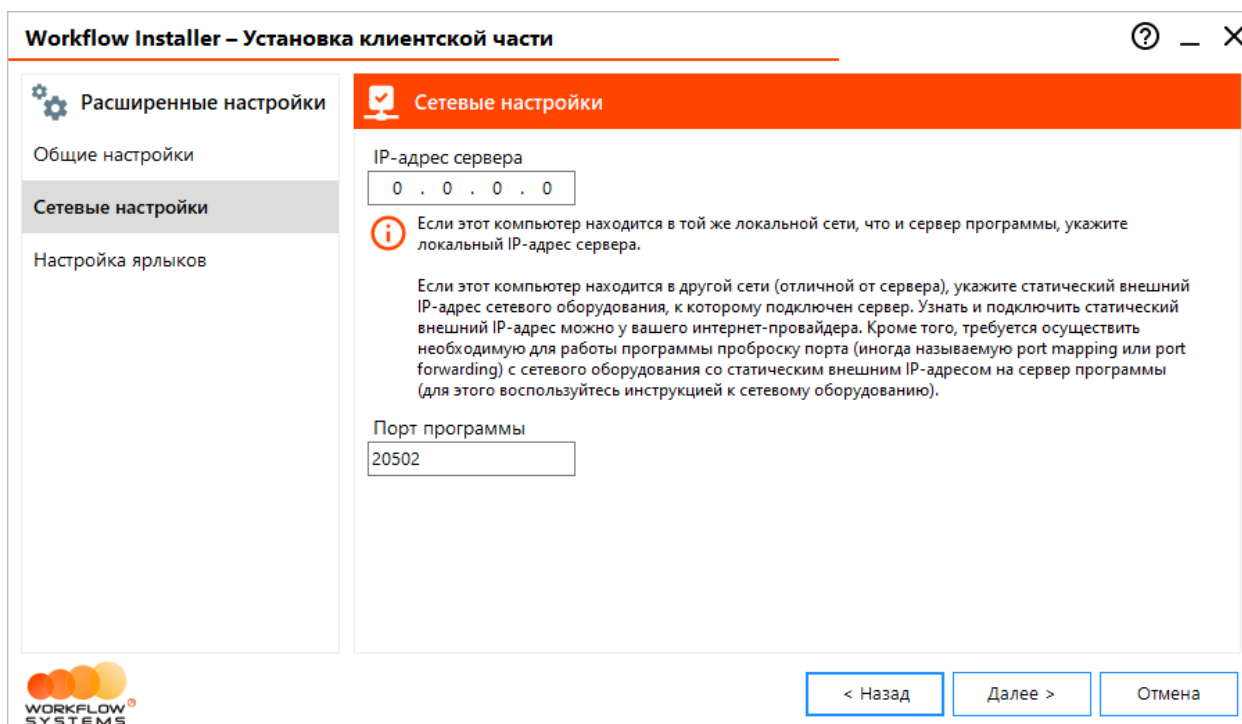 Workflow Installer – Установка клиентской части
Расширенные настройки
Общие настройки
Сетевые настройки
Настройка ярлыков
Сетевые настройки
IP-адрес сервера
0 . 0 . 0 . 0
Если этот компьютер находится в той же локальной сети, что и сервер программы, укажите
локальный IP-адрес сервера.
Если этот компьютер находится в другой сети (отличной от сервера), укажите статический внешний
IP-адрес сетевого оборудования, к которому подключен сервер. Узнать и подключить статический
внешний IP-адрес можно у вашего интернет-провайдера. Кроме того, требуется осуществить
необходимую для работы программы проброску порта (иногда называемую port mapping или port
forwarding) с сетевого оборудования со статическим внешним IP-адресом на сервер программы
(для этого воспользуйтесь инструкцией к сетевому оборудованию).
Порт программы
20502
WORKFLOW®
SYSTEMS
< Назад
Далее >
Отмена